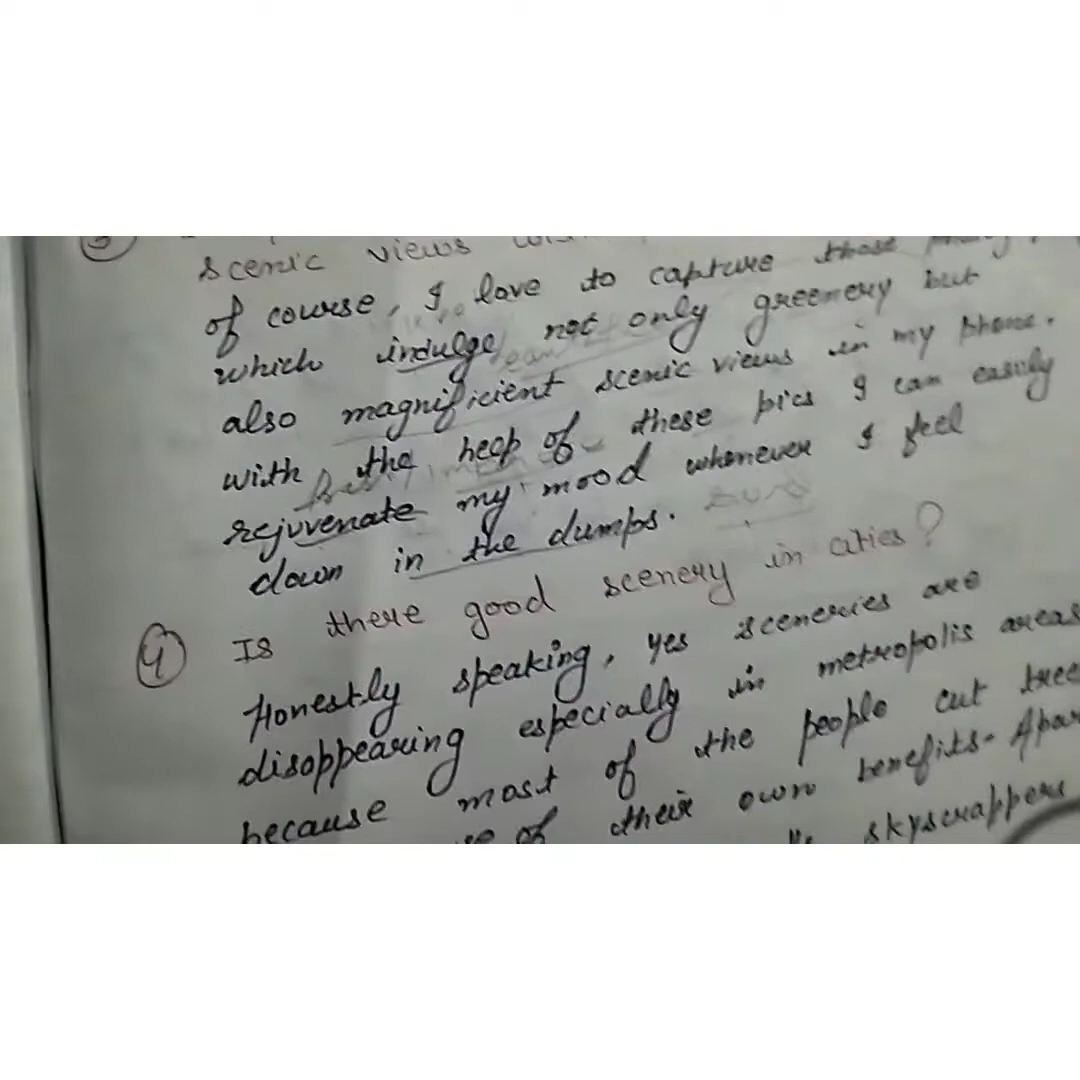 3
scenic views
of course, I love to capture those
which indulge not only greenery but
also magnificient scenic views in my phone.
with the help of these pics I can easily
rejuvenate my mood whenever I feel
down in the dumps.
4 Is there good scenery in cities?
Honestly speaking, yes sceneries are
disappearing especially in metropolis areas
because most of the people cut
of their own benefits. Apar
skyscrappers